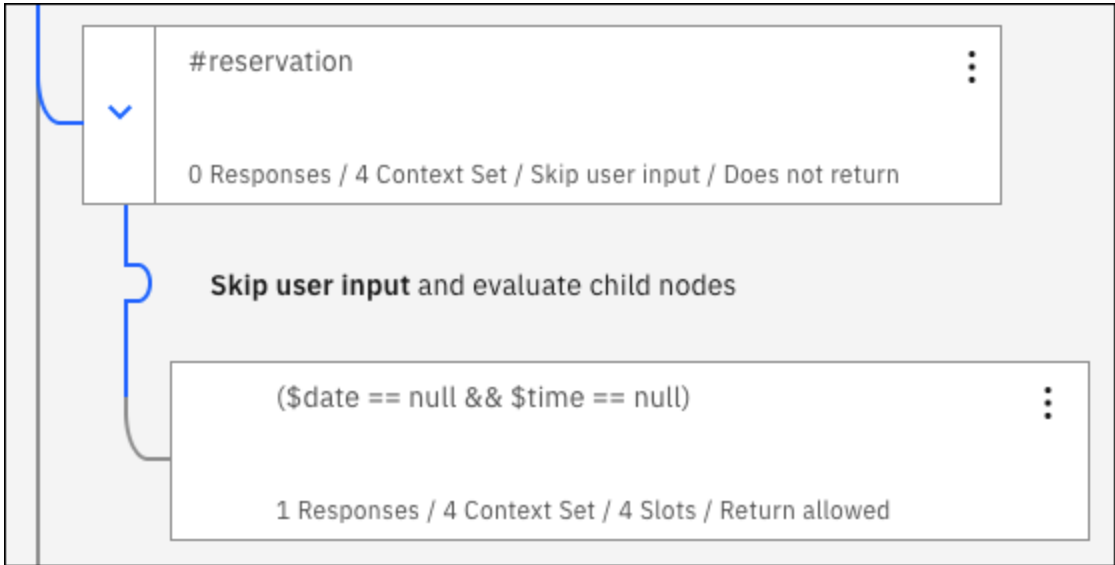 #reservation
0 Responses / 4 Context Set / Skip user input / Does not return
Skip user input and evaluate child nodes
($date == null && $time == null)
1 Responses / 4 Context Set / 4 Slots / Return allowed